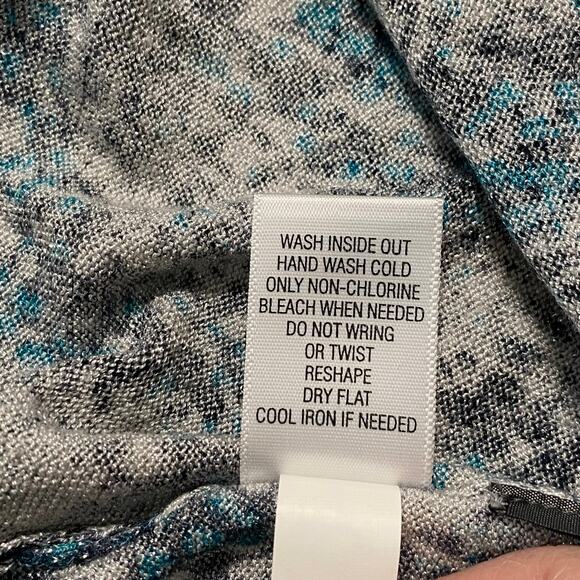 WASH INSIDE OUT
HAND WASH COLD
ONLY NON-CHLORINE
BLEACH WHEN NEEDED
DO NOT WRING
OR TWIST
RESHAPE
DRY FLAT
COOL IRON IF NEEDED